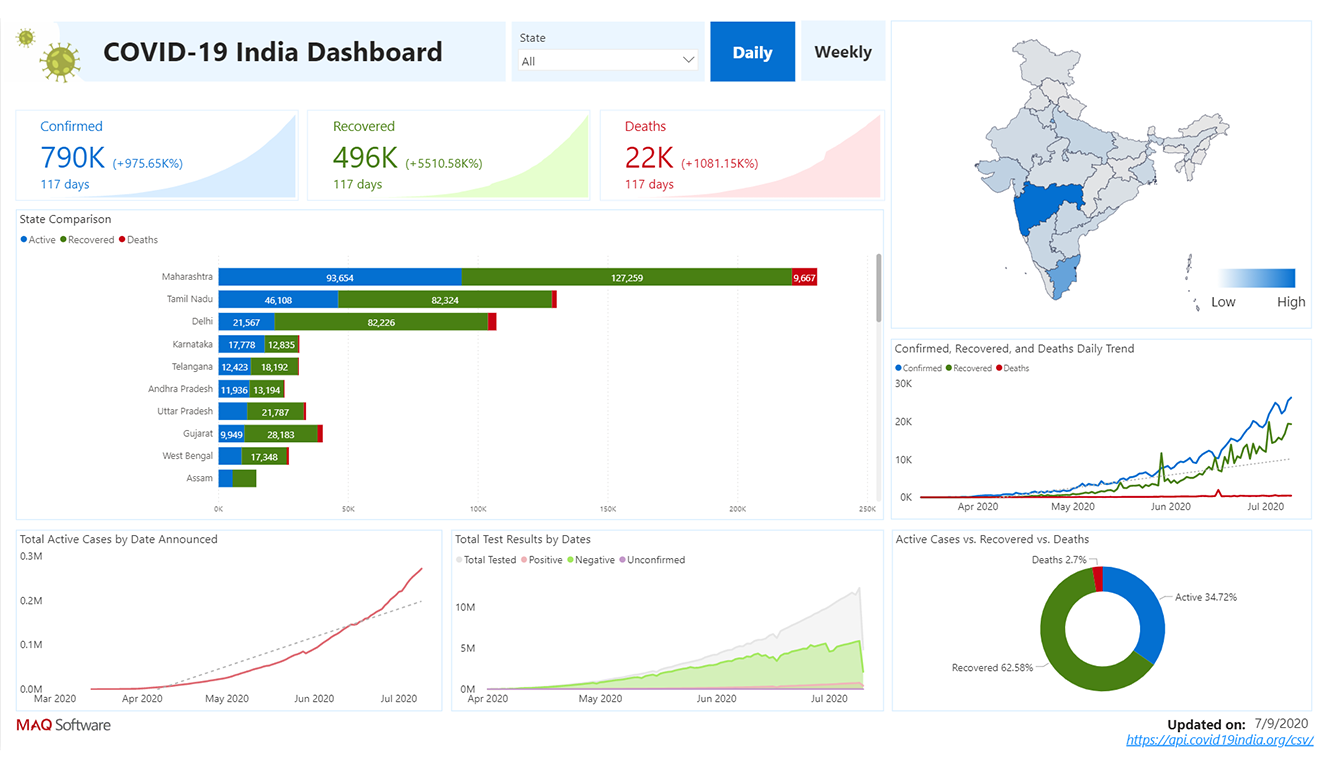 COVID-19 India Dashboard
State
All
Daily
Weekly
Confirmed
790K (+975.65K%)
117 days
Recovered
496K (+5510.58K%)
117 days
Deaths
22K (+1081.15K%)
117 days
Low High
State Comparison
Active Recovered Deaths
Maharashtra 93,654 127,259 9,667
Tamil Nadu 46,108 82,324
Delhi 21,567 82,226
Karnataka 17,778 12,835
Telangana 12,423 18,192
Andhra Pradesh 11,936 13,194
Uttar Pradesh 21,787
Gujarat 9,949 28,183
West Bengal 17,348
Assam
0K 50K 100K 150K 200K 250K
Confirmed, Recovered, and Deaths Daily Trend
Confirmed Recovered Deaths
30K
20K
10K
0K
Apr 2020 May 2020 Jun 2020 Jul 2020
Total Active Cases by Date Announced
0.3M
0.2M
0.1M
0.0M
Mar 2020 Apr 2020 May 2020 Jun 2020 Jul 2020
Total Test Results by Dates
Total Tested Positive Negative Unconfirmed
10M
5M
0M
Apr 2020 May 2020 Jun 2020 Jul 2020
Active Cases vs. Recovered vs. Deaths
Deaths 2.7%
Active 34.72%
Recovered 62.58%
MAQ Software
Updated on: 7/9/2020
https://api.covid19india.org/csv/